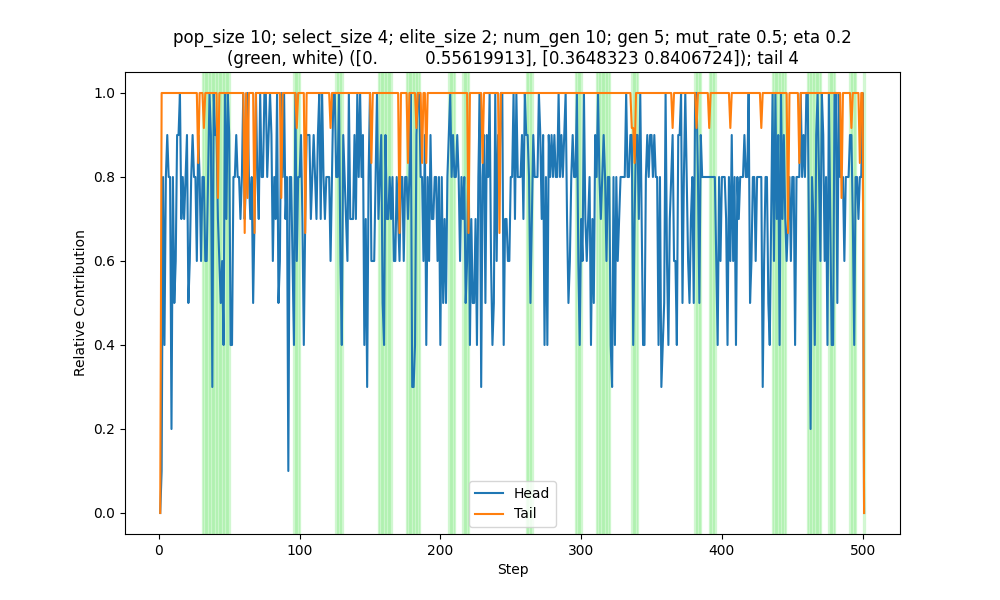 pop_size 10; select_size 4; elite_size 2; num_gen 10; gen 5; mut_rate 0.5; eta 0.2
(green, white) ([0.         0.55619913], [0.3648323 0.8406724]); tail 4
1.0
0.8
0.6
0.4
0.2
0.0
Relative Contribution
Head
Tail
0 100 200 300 400 500
Step